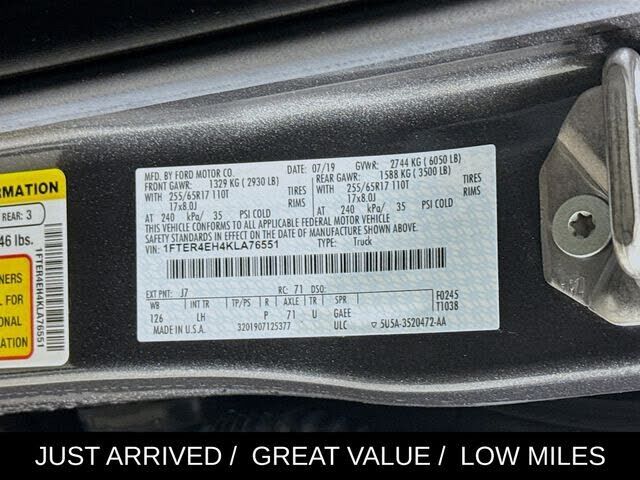 ORMATION
REAR: 3
46 lbs.
NERS
L FOR
ONAL
ION
1FTER4EH4KLA76551
MFD. BY FORD MOTOR CO.
07/19 GVWR: 2744 KG ( 6050 LB)
FRONT GAWR: 1329 KG ( 2930 LB)
REAR GAWR: 1588 KG ( 3500 LB)
WITH 255/65R17 110T TIRES WITH 255/65R17 110T TIRES
17x8.0J RIMS 17x8.0J RIMS
AT 240 kPa/ 35 PSI COLD AT 240 kPa/ 35 PSI COLD
THIS VEHICLE CONFORMS TO ALL APPLICABLE FEDERAL MOTOR VEHICLE
SAFETY STANDARDS IN EFFECT ON THE DATE OF MANUFACTURE SHOWN ABOVE.
VIN: 1FTER4EH4KLA76551 TYPE: Truck
EXT PNT: J7 RC: 71 DSO:
WB INT TR TP/PS R AXLE TR SPR F0245
126 LH P 71 U GAEE T1038
MADE IN U.S.A. 3201907125377 ULC 5U5A-3520472-AA
JUST ARRIVED / GREAT VALUE / LOW MILES